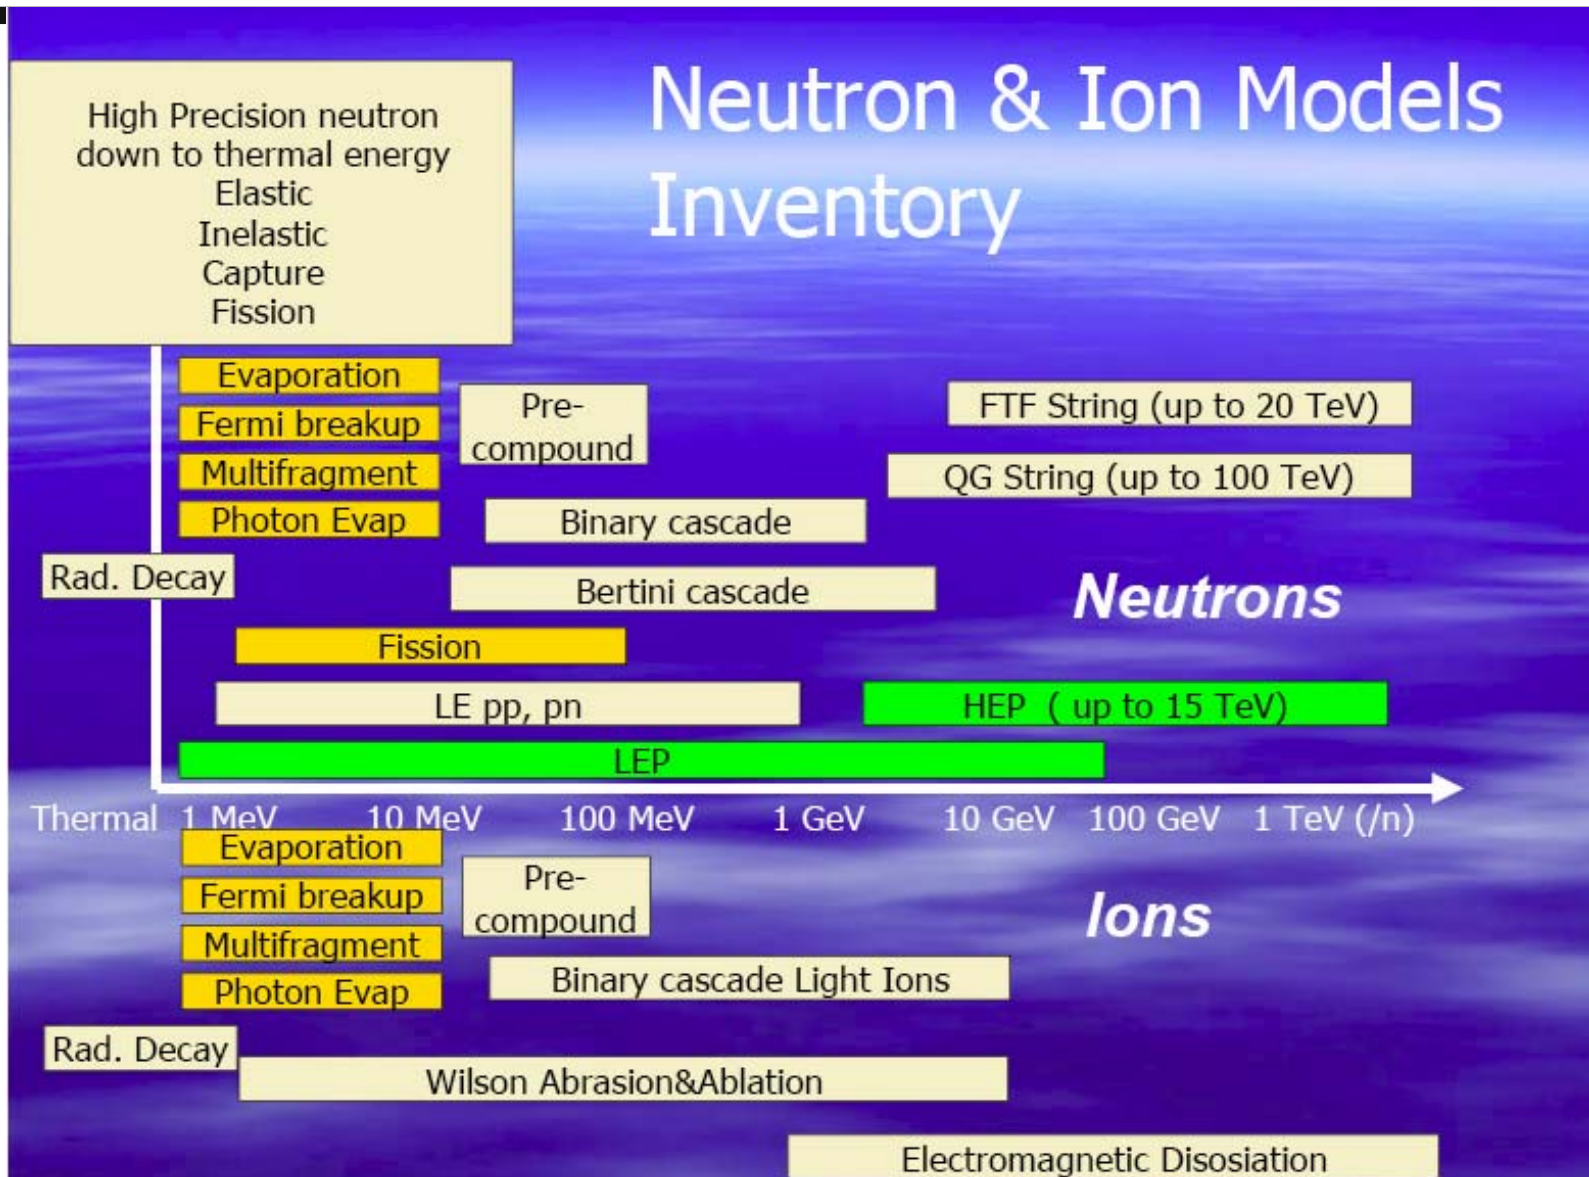 Neutron & Ion Models
Inventory
High Precision neutron
down to thermal energy
Elastic
Inelastic
Capture
Fission
Evaporation
Fermi breakup
Multifragment
Photon Evap
Pre-
compound
FTF String (up to 20 TeV)
QG String (up to 100 TeV)
Binary cascade
Rad. Decay
Bertini cascade
Neutrons
Fission
LE pp, pn
HEP ( up to 15 TeV)
LEP
Thermal 1 MeV 10 MeV 100 MeV 1 GeV 10 GeV 100 GeV 1 TeV (/n)
Evaporation
Fermi breakup
Multifragment
Photon Evap
Pre-
compound
Ions
Binary cascade Light Ions
Rad. Decay
Wilson Abrasion&Ablation
Electromagnetic Disosiation